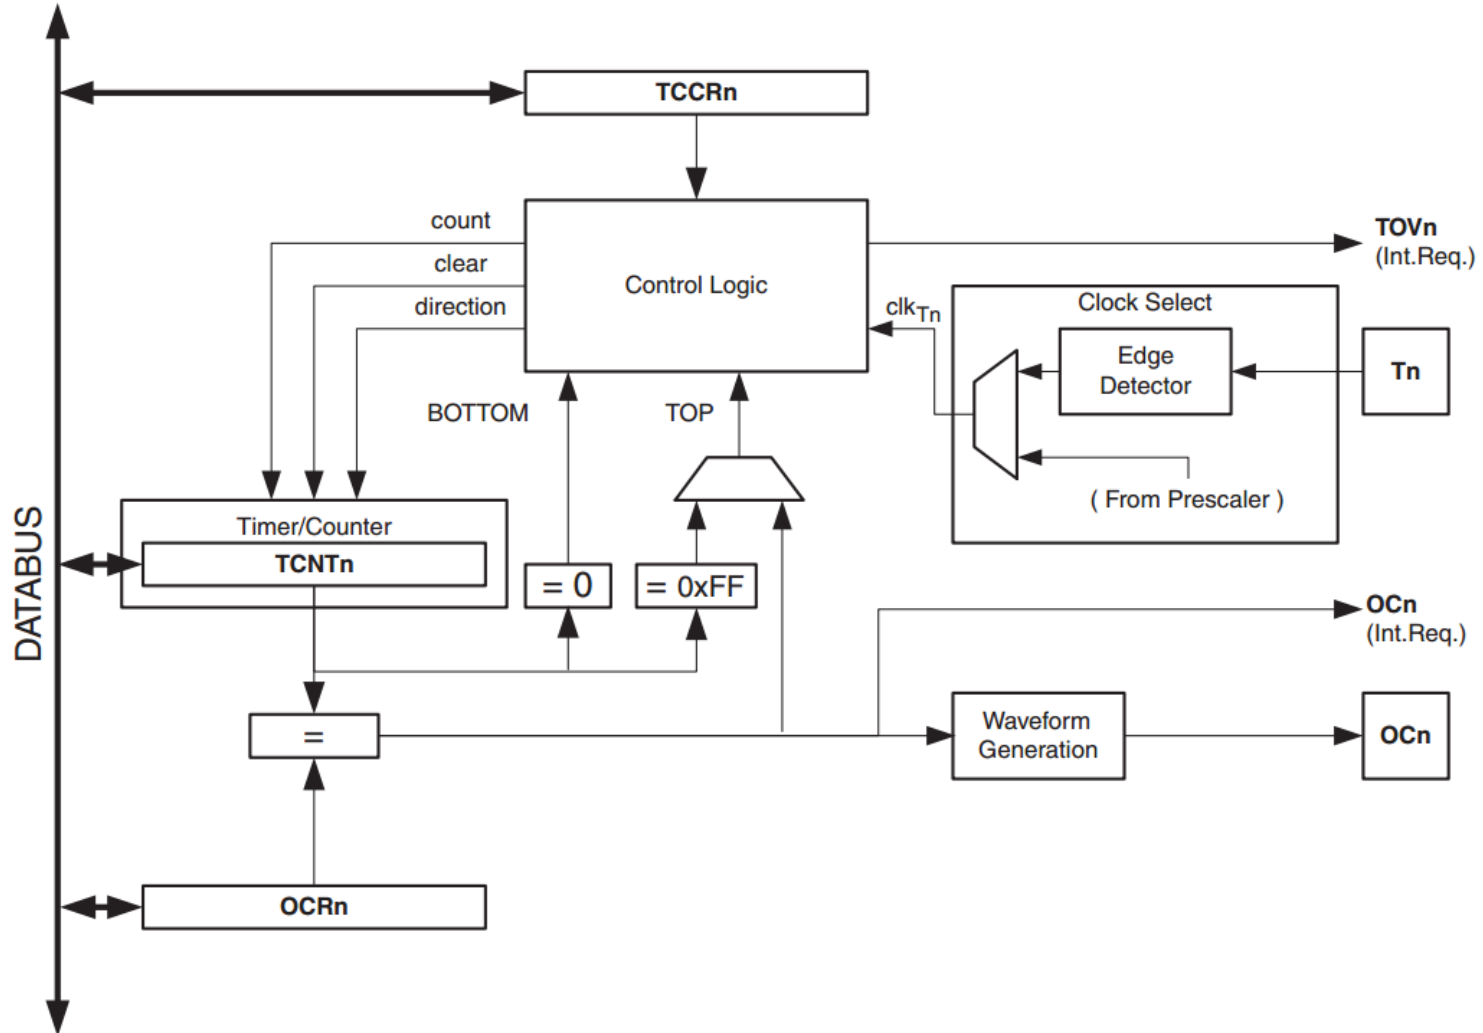 TCCRn
count
clear
direction
Control Logic
TOVn
(Int.Req.)
clkTn
Clock Select
Edge
Detector
Tn
BOTTOM
TOP
( From Prescaler )
DATABUS
Timer/Counter
TCNTn
= 0
= 0xFF
OCn
(Int.Req.)
=
Waveform
Generation
OCn
OCRn